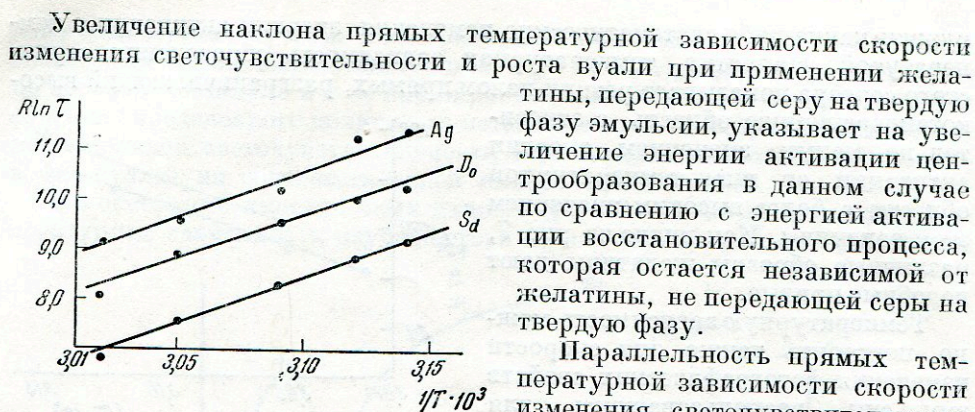 Увеличение наклона прямых температурной зависимости скорости
изменения светочувствительности и роста вуали при применении жела-
тины, передающей серу на твердую
фазу эмульсии, указывает на уве-
личение энергии активации цен-
трообразования в данном случае
по сравнению с энергией актива-
ции восстановительного процесса,
которая остается независимой от
желатины, не передающей серы на
твердую фазу.
Параллельность прямых тем-
пературной зависимости скорости
изменения светочувствитель
Rln τ
11,0
10,0
9,0
8,0
Ag
D₀
Sd
3,01
3,05
3,10
3,15
1/T·10³